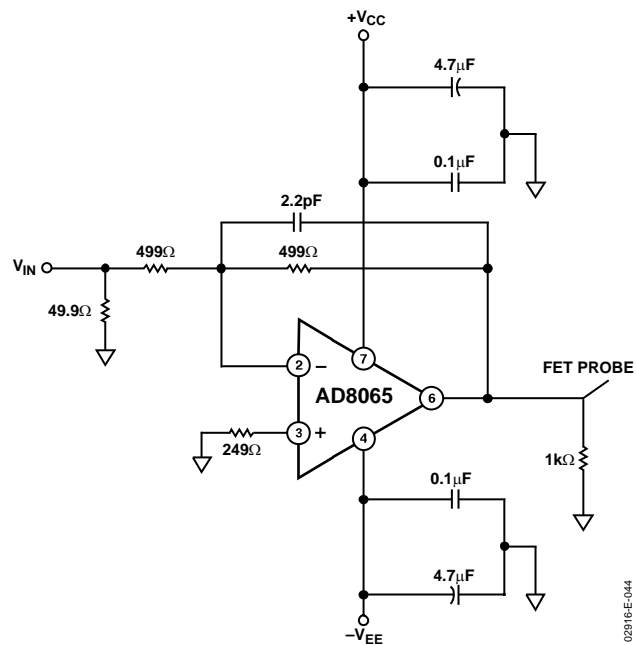 +VCC
4.7µF
0.1µF
2.2pF
499Ω
499Ω
VIN
49.9Ω
7
2
–
FET PROBE
AD8065
6
3
+
4
249Ω
1kΩ
0.1µF
4.7µF
–VEE
02916-E-044